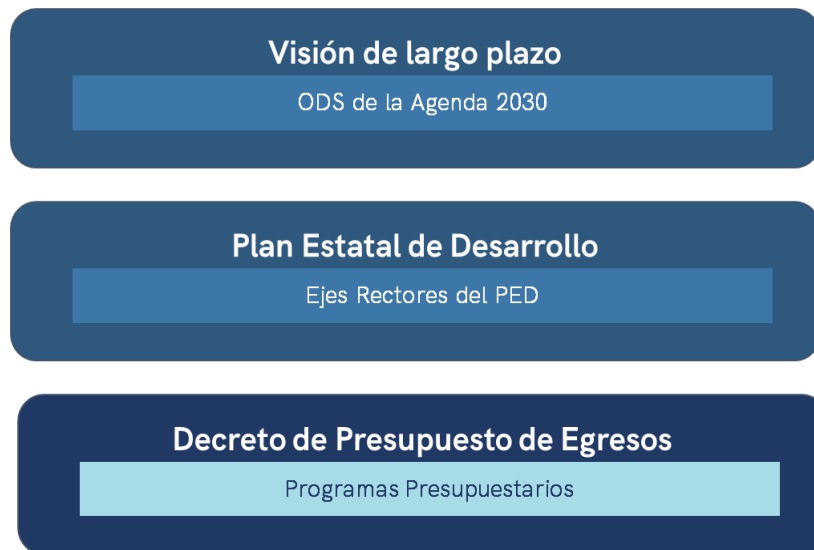 Visión de largo plazo
ODS de la Agenda 2030
Plan Estatal de Desarrollo
Ejes Rectores del PED
Decreto de Presupuesto de Egresos
Programas Presupuestarios